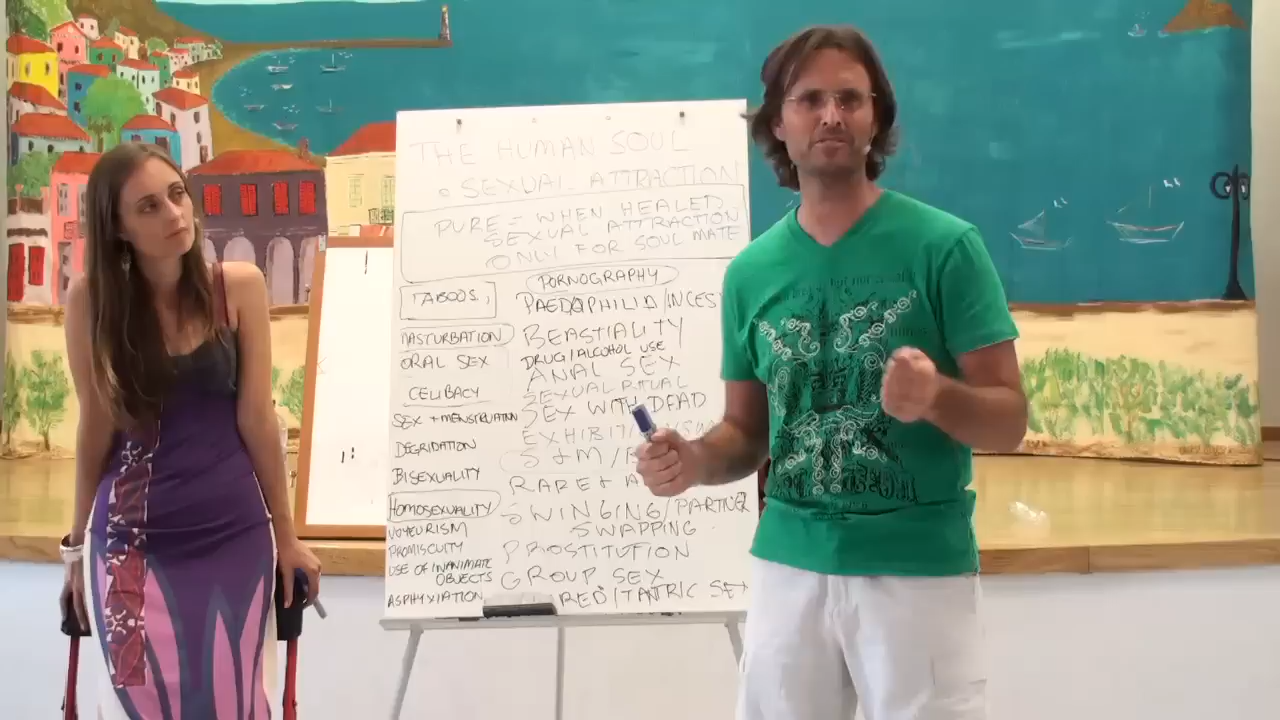 THE HUMAN SOUL
o SEXUAL ATTRACTION
PURE = WHEN HEALED
SEXUAL ATTRACTION
ONLY FOR SOUL MATE
TABOOS,
MASTURBATION
ORAL SEX
CELIBACY
SEX + MENSTRUATION
DEGRIDATION
BISEXUALITY
HOMOSEXUALITY
VOYEURISM
PROMISCUITY
USE OF INANIMATE
OBJECTS
ASPHYXIATION
PORNOGRAPHY
PAEDOPHILIA/INCES
BEASTIALITY
DRUG/ALCOHOL USE
ANAL SEX
SEXUAL RITUAL
SEX WITH DEAD
S+M/
RAPE +
SWINGING/PARTNER
SWAPPING
PROSTITUTION
GROUP SEX
RED/TANTRIC SEX